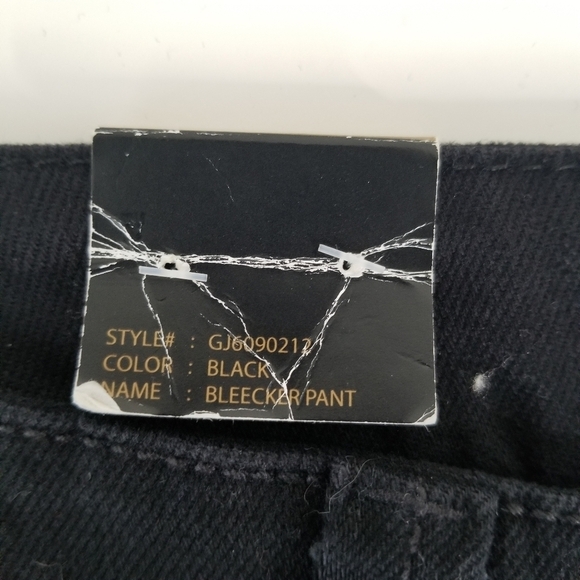 STYLE# : GJ6090212
COLOR : BLACK
NAME : BLEECKER PANT